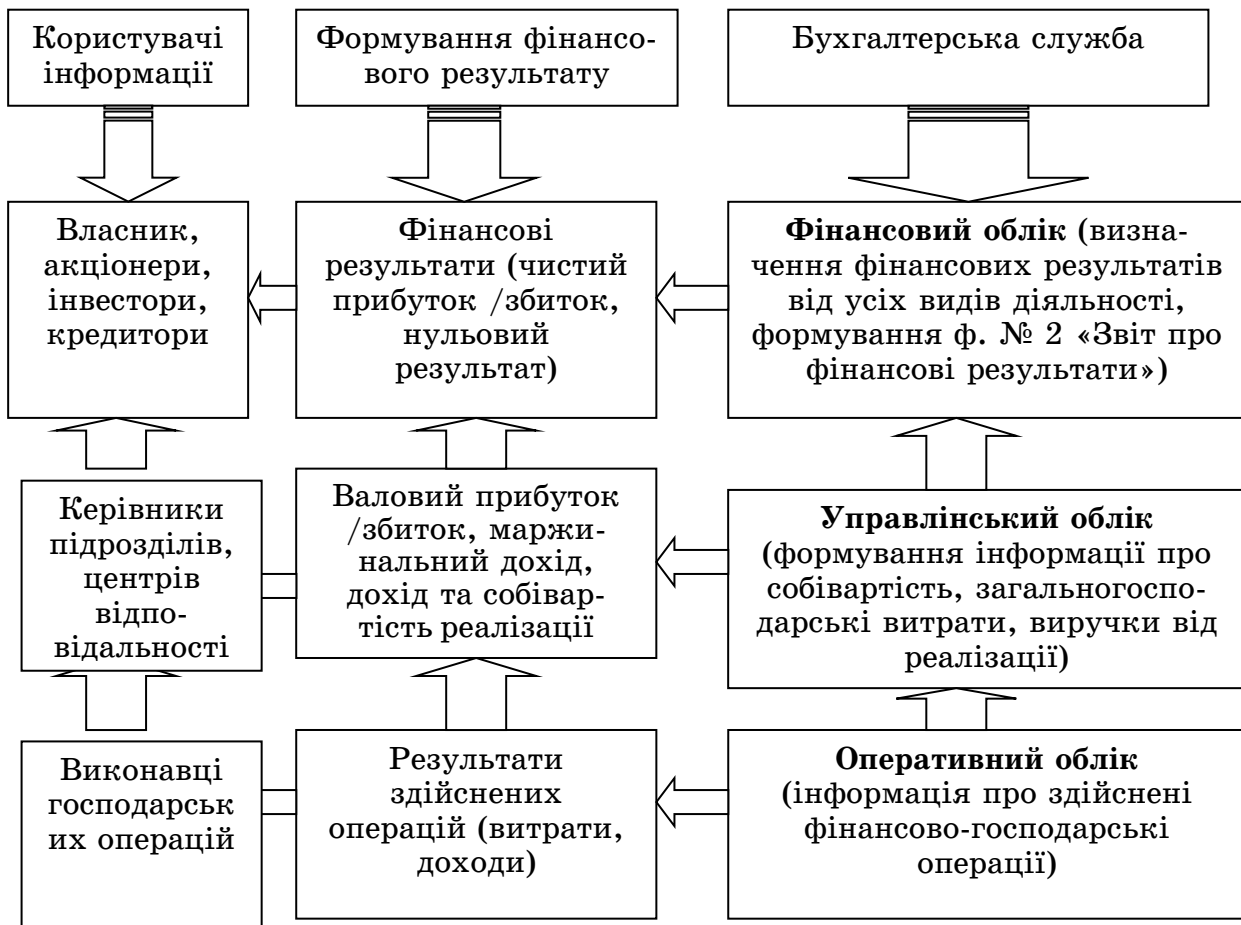 Користувачі
інформації
Формування фінансо-
вого результату
Бухгалтерська служба
Власник,
акціонери,
інвестори,
кредитори
Фінансові
результати (чистий
прибуток /збиток,
нульовий
результат)
Фінансовий облік (визна-
чення фінансових результатів
від усіх видів діяльності,
формування ф. № 2 «Звіт про
фінансові результати»)
Керівники
підрозділів,
центрів
відпо-
відальності
Валовий прибуток
/збиток, маржи-
нальний дохід,
дохід та собівар-
тість реалізації
Управлінський облік
(формування інформації про
собівартість, загальногоспо-
дарські витрати, виручки від
реалізації)
Виконавці
господарськ
их операцій
Результати
здійснених
операцій (витрати,
доходи)
Оперативний облік
(інформація про здійснені
фінансово-господарські
операції)